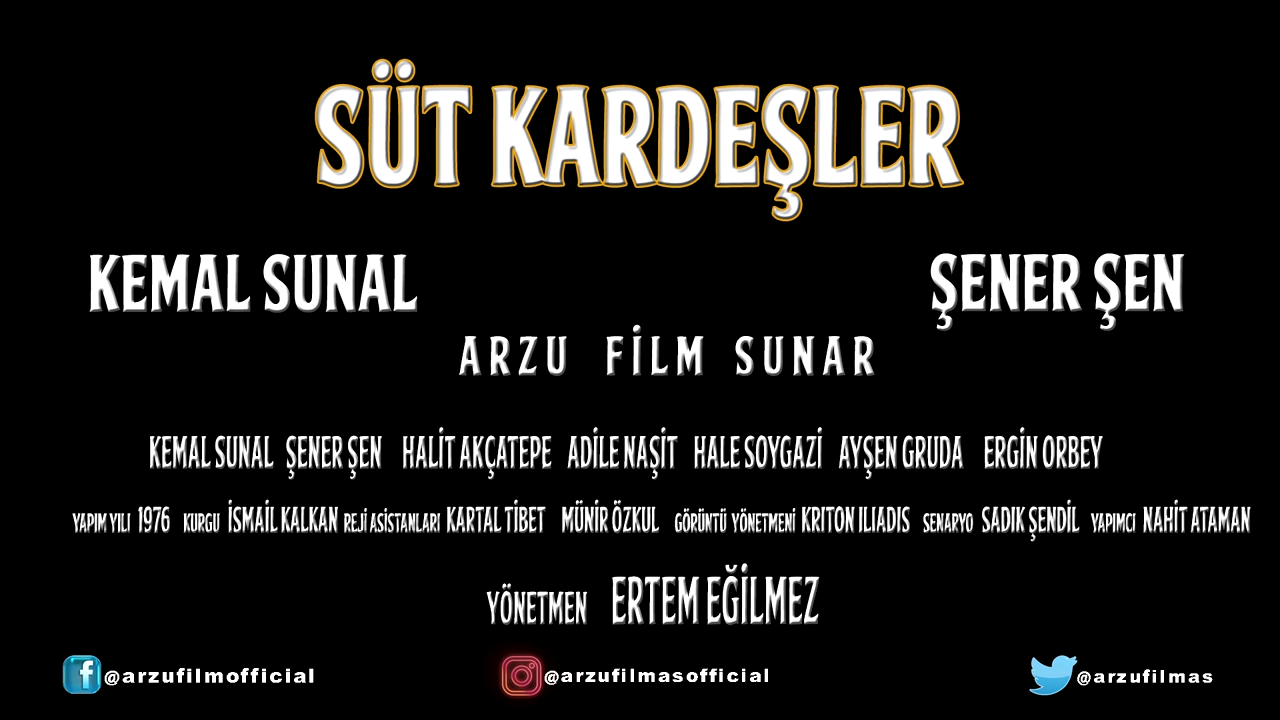 SÜT KARDEŞLER
KEMAL SUNAL ŞENER ŞEN
ARZU FİLM SUNAR
KEMAL SUNAL ŞENER ŞEN HALİT AKÇATEPE ADİLE NAŞİT HALE SOYGAZİ AYŞEN GRUDA ERGİN ORBEY
YAPIM YILI 1976 KURGU İSMAİL KALKAN REJİ ASİSTANLARI KARTAL TİBET MÜNİR ÖZKUL GÖRÜNTÜ YÖNETMENİ KRITON ILIADIS SENARYO SADIK ŞENDİL YAPIMCI NAHİT ATAMAN
YÖNETMEN ERTEM EĞİLMEZ
@arzufilmofficial @arzufilmasofficial @arzufilmas